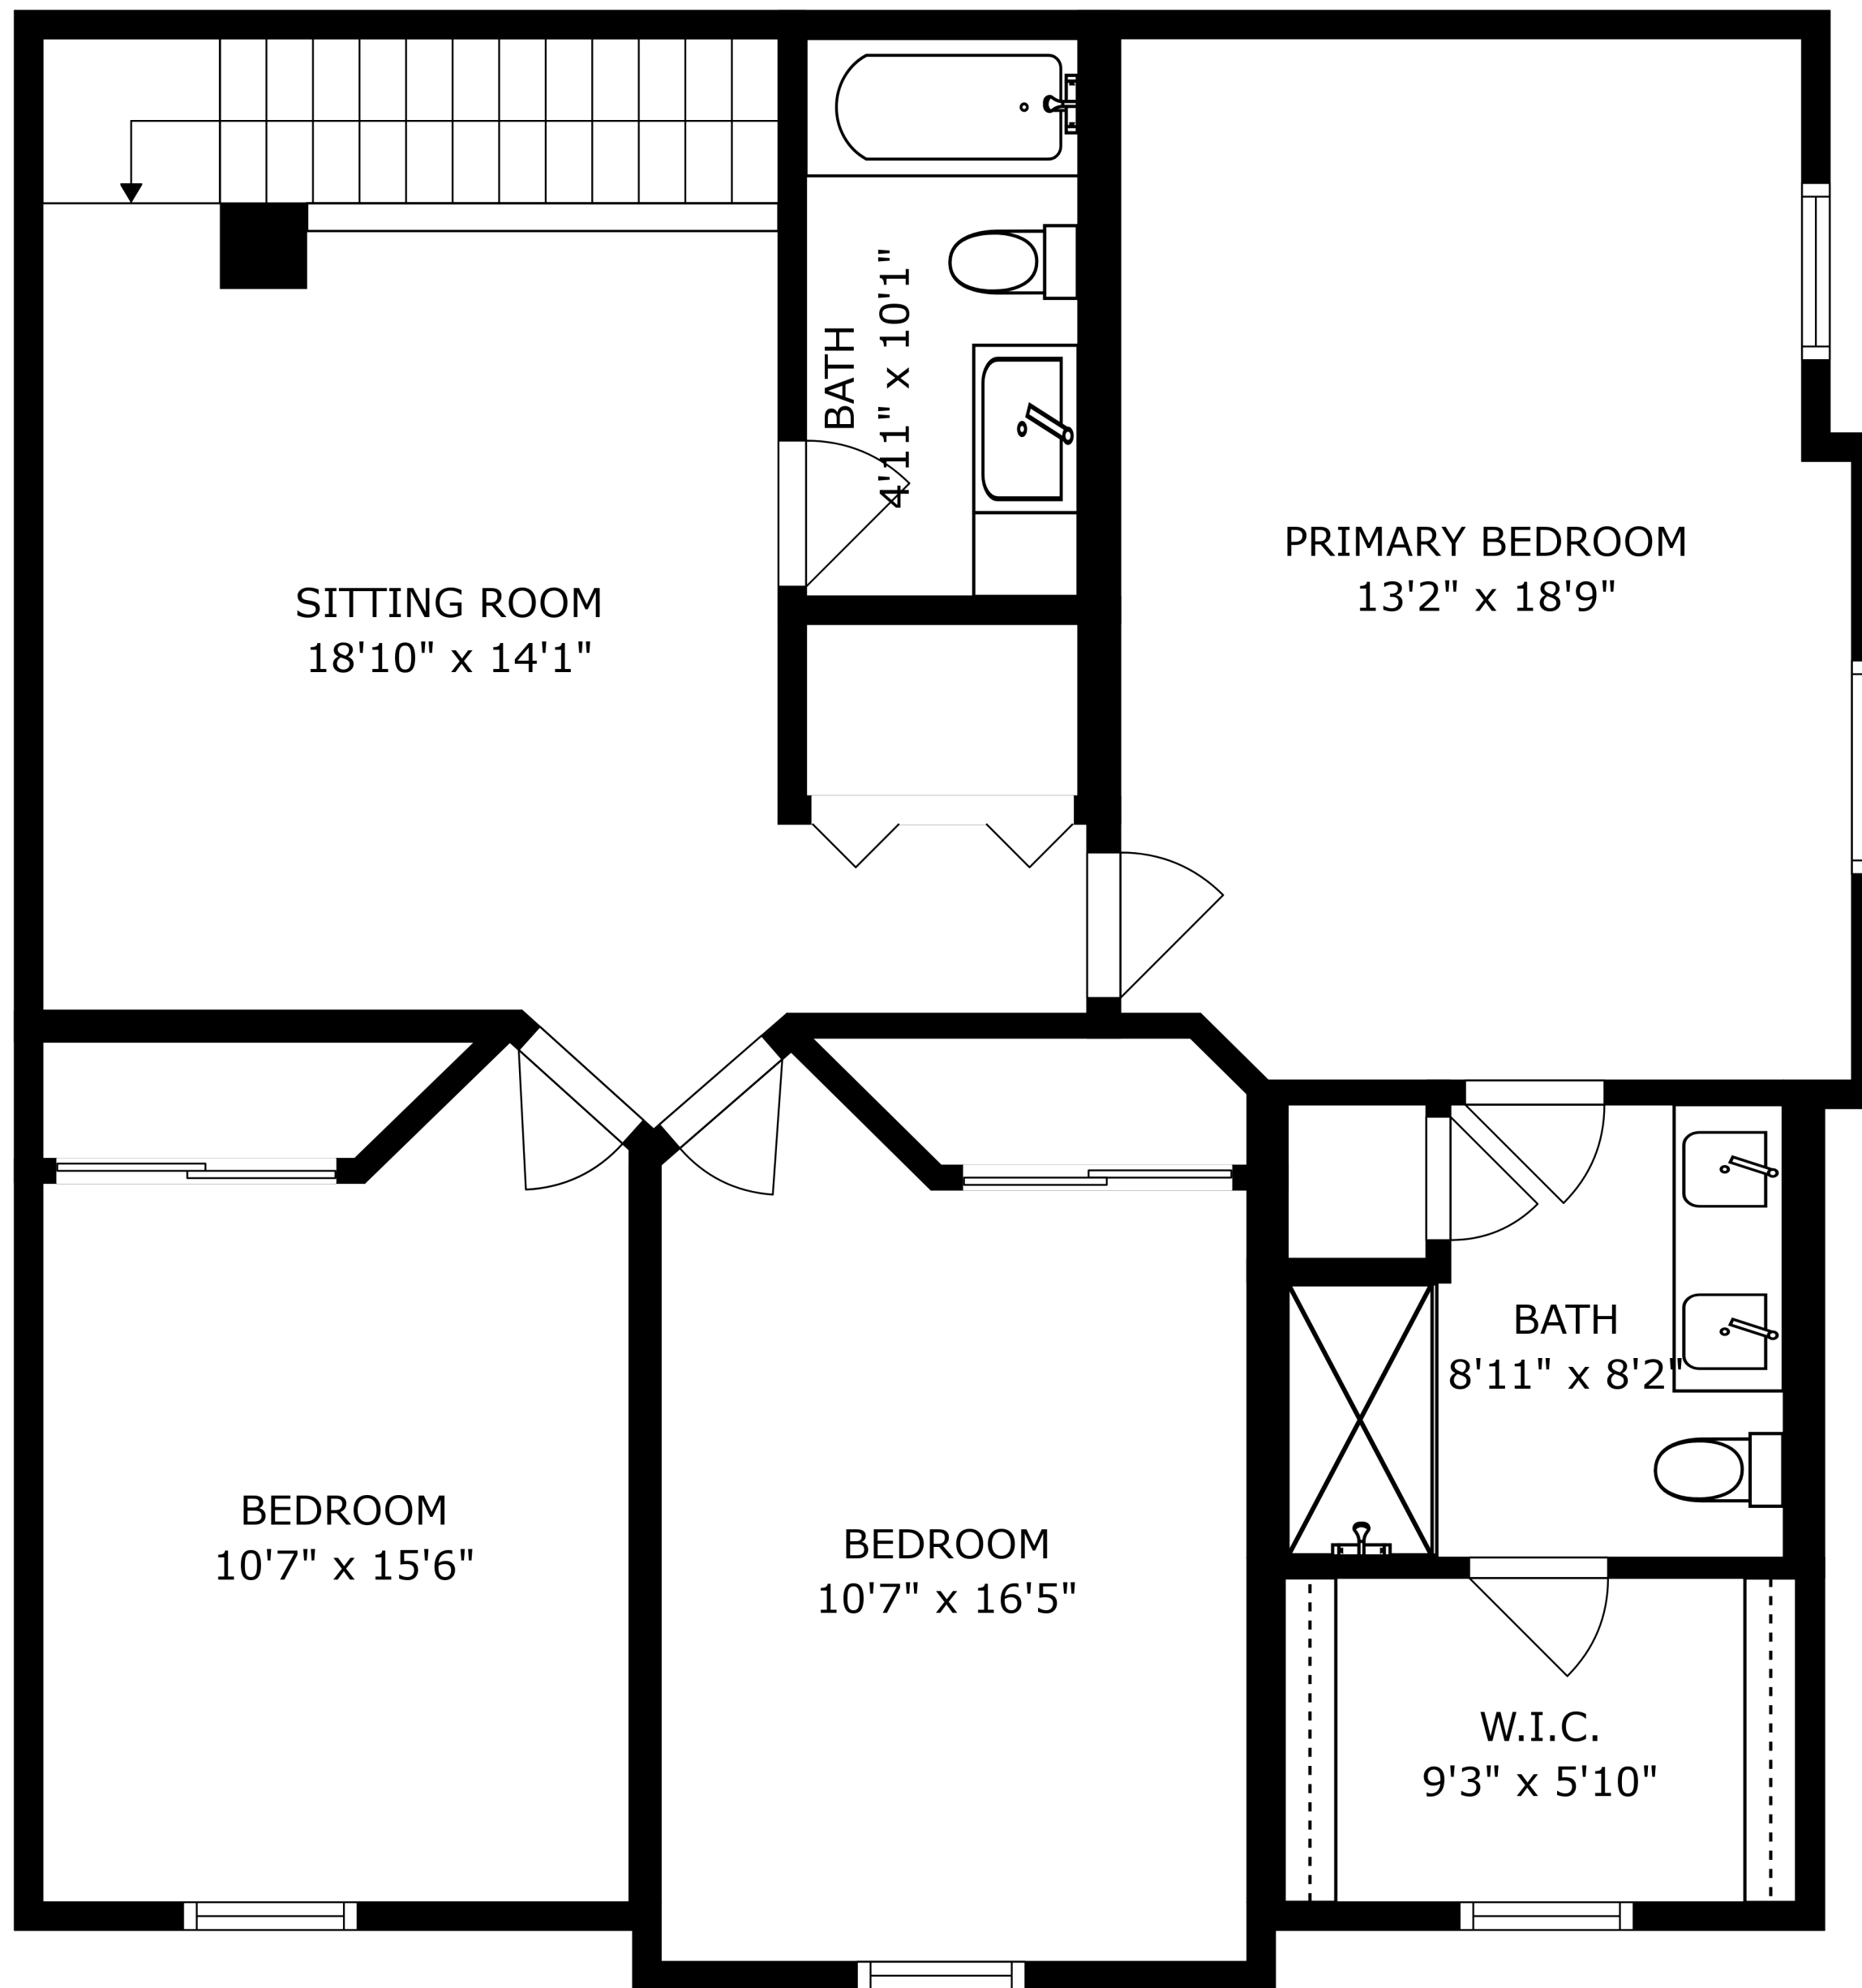 BATH
4'11" x 10'1"
PRIMARY BEDROOM
13'2" x 18'9"
SITTING ROOM
18'10" x 14'1"
BATH
8'11" x 8'2"
BEDROOM
10'7" x 15'6"
BEDROOM
10'7" x 16'5"
W.I.C.
9'3" x 5'10"